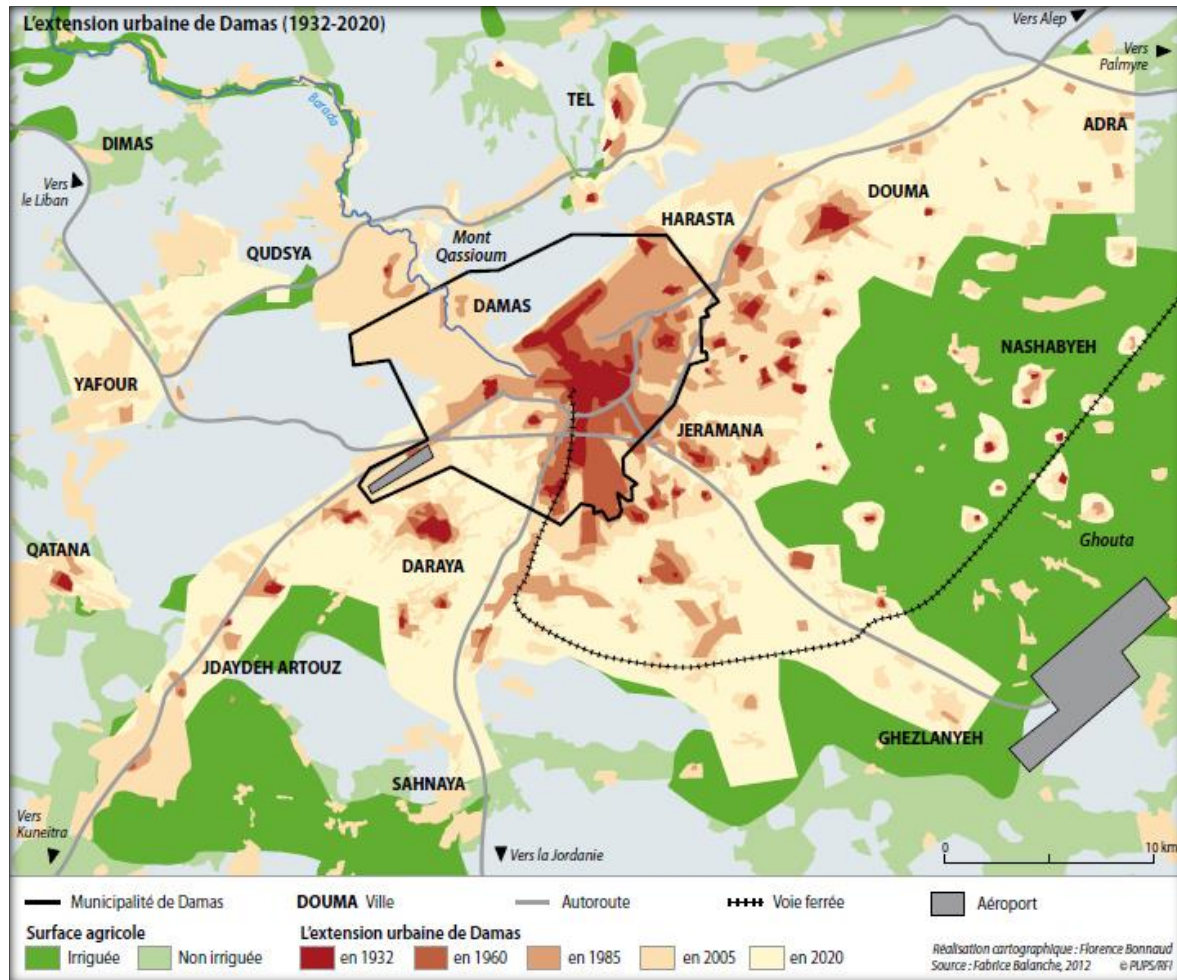 L'extension urbaine de Damas (1932-2020)
Vers Alep
Vers
Palmyre
Barada
TEL
ADRA
DIMAS
Vers
le Liban
DOUMA
HARASTA
Mont
Qassioum
QUDSYA
DAMAS
NASHABYEH
YAFOUR
JERAMANA
Ghouta
QATANA
DARAYA
JDAYDEH ARTOUZ
GHEZLANYEH
SAHNAYA
Vers
Kuneitra
Vers la Jordanie
0 10 km
Municipalité de Damas
DOUMA Ville
Autoroute
Voie ferrée
Aéroport
Surface agricole
Irriguée
Non irriguée
L'extension urbaine de Damas
en 1932
en 1960
en 1985
en 2005
en 2020
Réalisation cartographique : Florence Bonnaud
Source : Fabrice Balanche, 2012 © PUPS/RFI